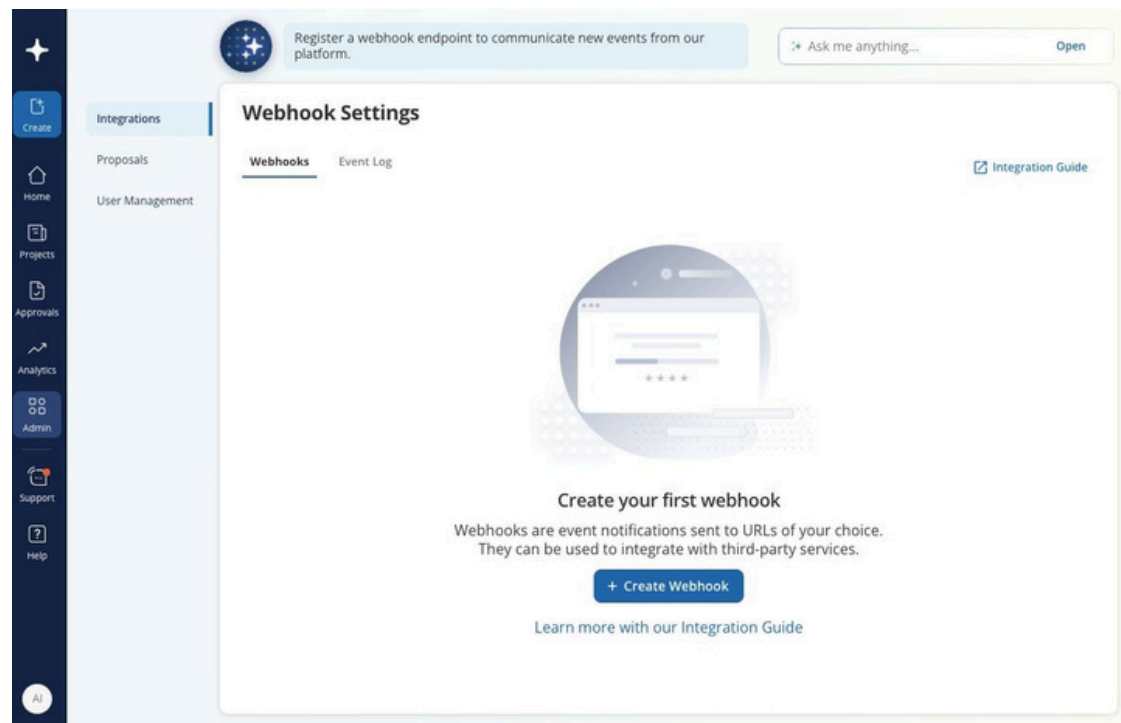 Register a webhook endpoint to communicate new events from our
platform.
Ask me anything...
Open
Create
Home
Projects
Approvals
Analytics
Admin
Support
Help
AI
Integrations
Proposals
User Management
Webhook Settings
Webhooks
Event Log
Integration Guide
****
Create your first webhook
Webhooks are event notifications sent to URLs of your choice.
They can be used to integrate with third-party services.
+ Create Webhook
Learn more with our Integration Guide